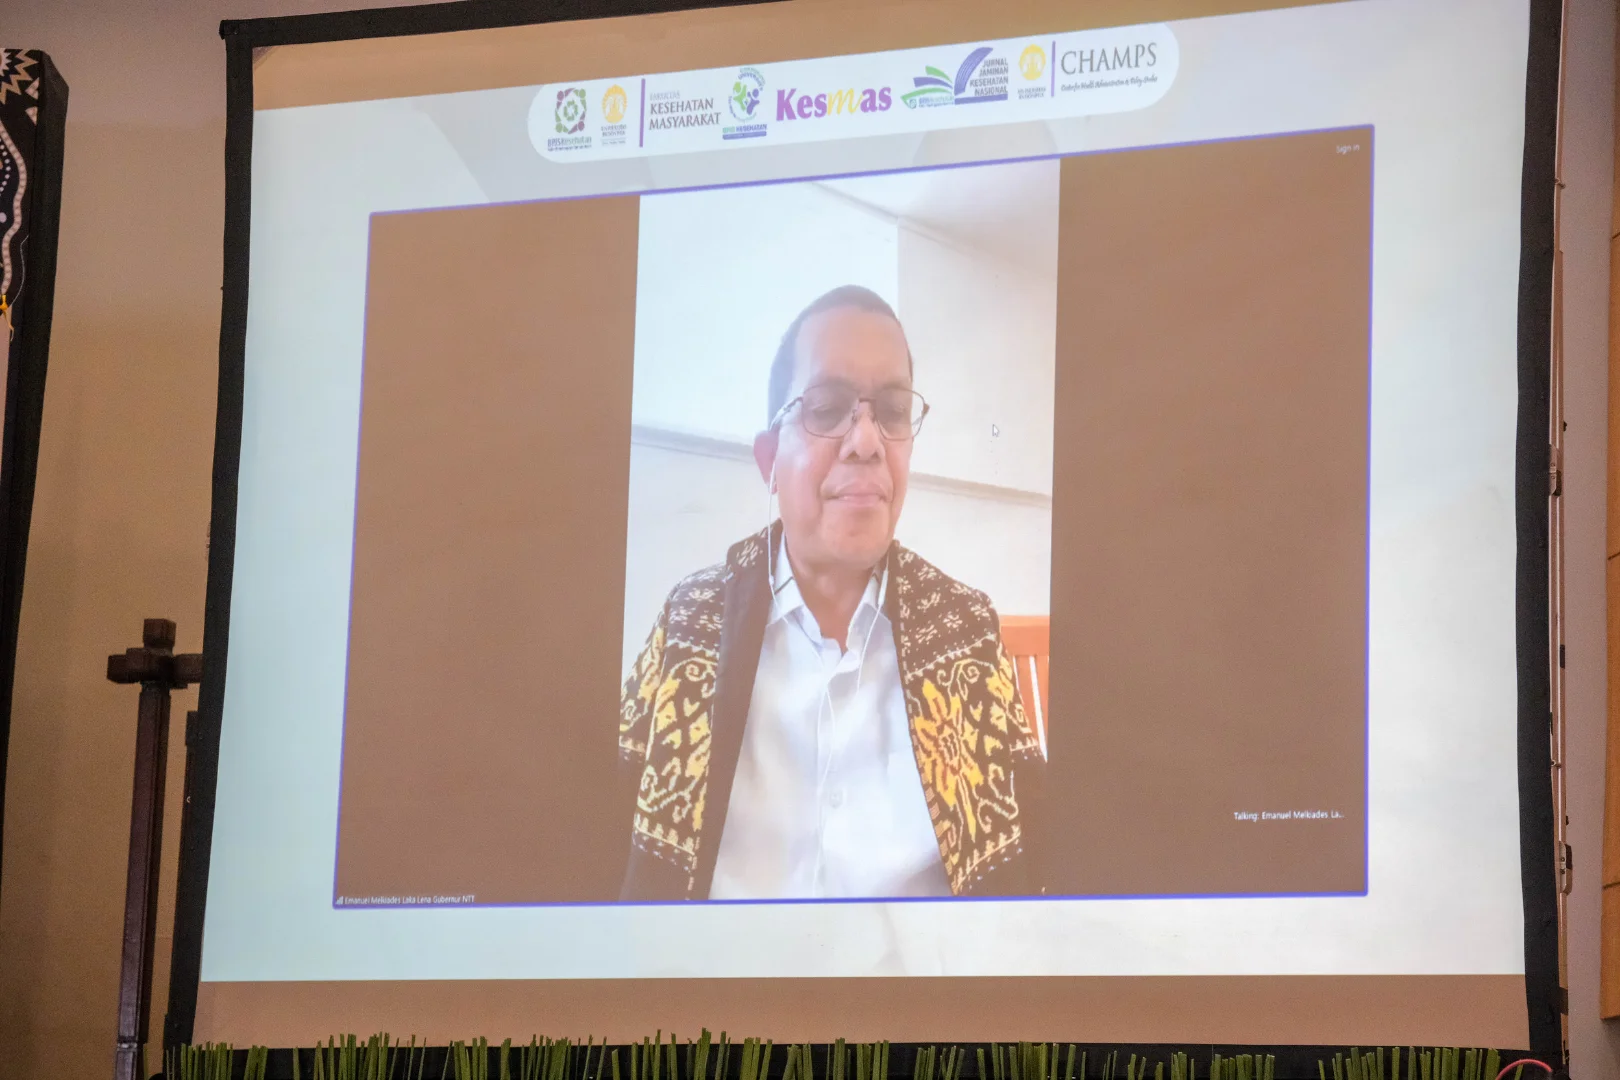 FAKULTAS
KESEHATAN
MASYARAKAT
Kesmas
JURNAL
JAMINAN
KESEHATAN
NASIONAL
CHAMPS
Sign in
Talking: Emanuel Melkiades La...
Emanuel Melkiades Laka Lena Gubernur NTT